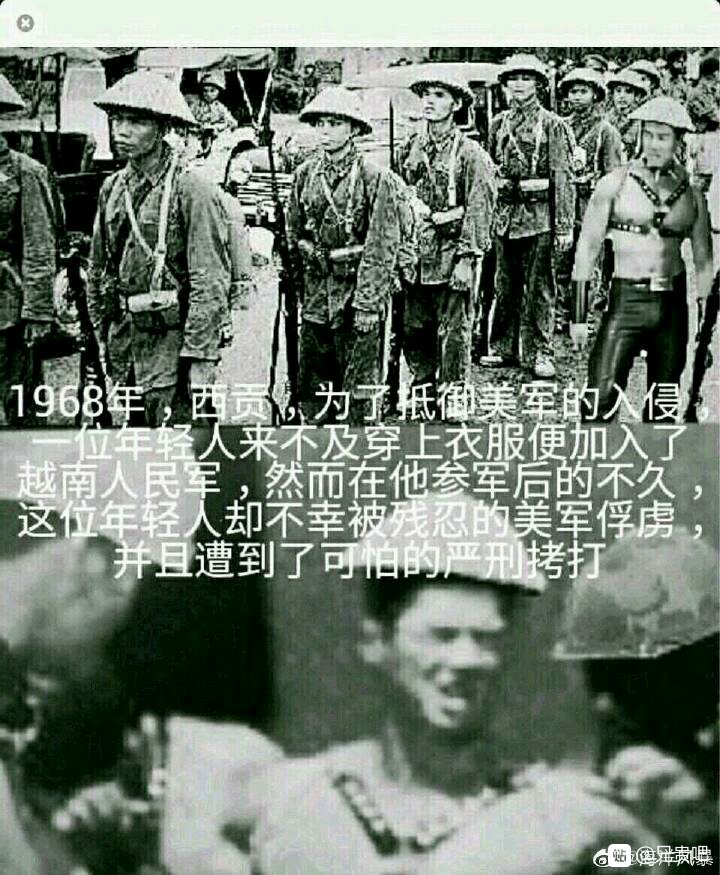 1968年，西贡，为了抵御美军的入侵，
一位年轻人来不及穿上衣服便加入了
越南人民军，然而在他参军后的不久，
这位年轻人却不幸被残忍的美军俘虏，
并且遭到了可怕的严刑拷打
贴